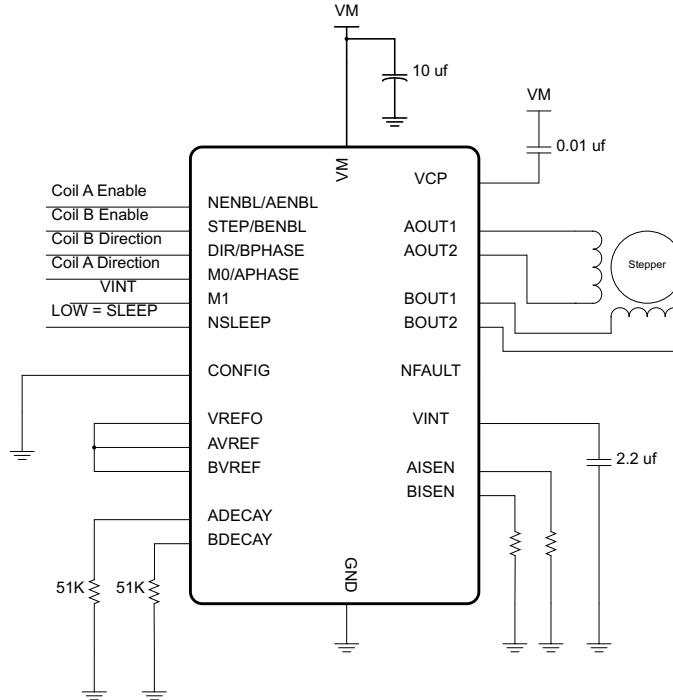 VM
10 uf
VM
0.01 uf
VM
VCP
Coil A Enable
NENBL/AENBL
Coil B Enable
STEP/BENBL
AOUT1
Coil B Direction
DIR/BPHASE
AOUT2
Coil A Direction
M0/APHASE
Stepper
VINT
M1
BOUT1
LOW = SLEEP
NSLEEP
BOUT2
CONFIG
NFAULT
VREFO
VINT
AVREF
2.2 uf
BVREF
AISEN
BISEN
ADECAY
BDECAY
GND
51K
51K